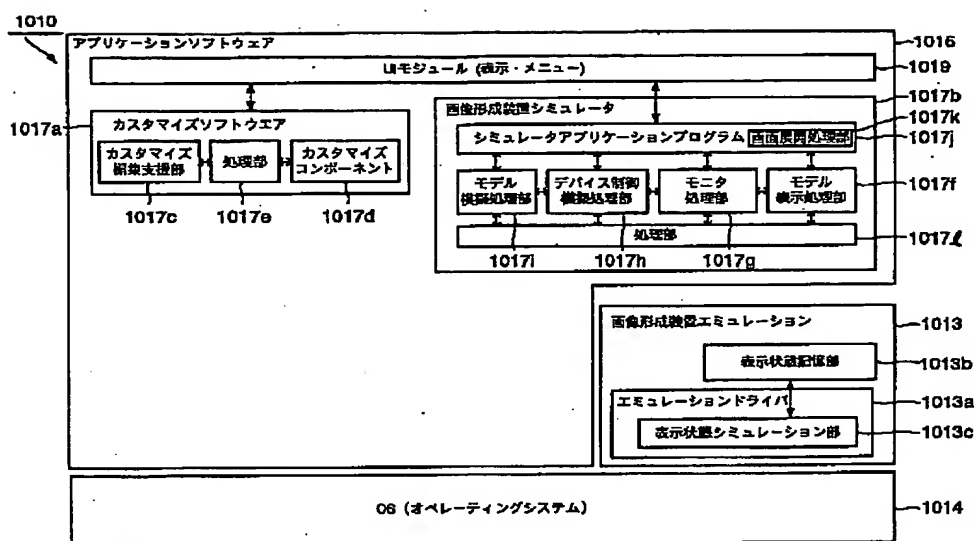 1010
アプリケーションソフトウェア
1016
UIモジュール (表示・メニュー)
1019
1017a
カスタマイズソフトウエア
カスタマイズ
編集支援部
処理部
カスタマイズ
コンポーネント
1017c
1017e
1017d
画像形成装置シミュレータ
1017b
1017k
シミュレータアプリケーションプログラム
画面展開処理部
1017j
モデル
模擬処理部
デバイス制御
模擬処理部
モニタ
処理部
モデル
表示処理部
1017f
処理部
1017ℓ
1017i
1017h
1017g
画像形成装置エミュレーション
1013
表示状態記憶部
1013b
エミュレーションドライバ
1013a
表示状態シミュレーション部
1013c
OS (オペレーティングシステム)
1014